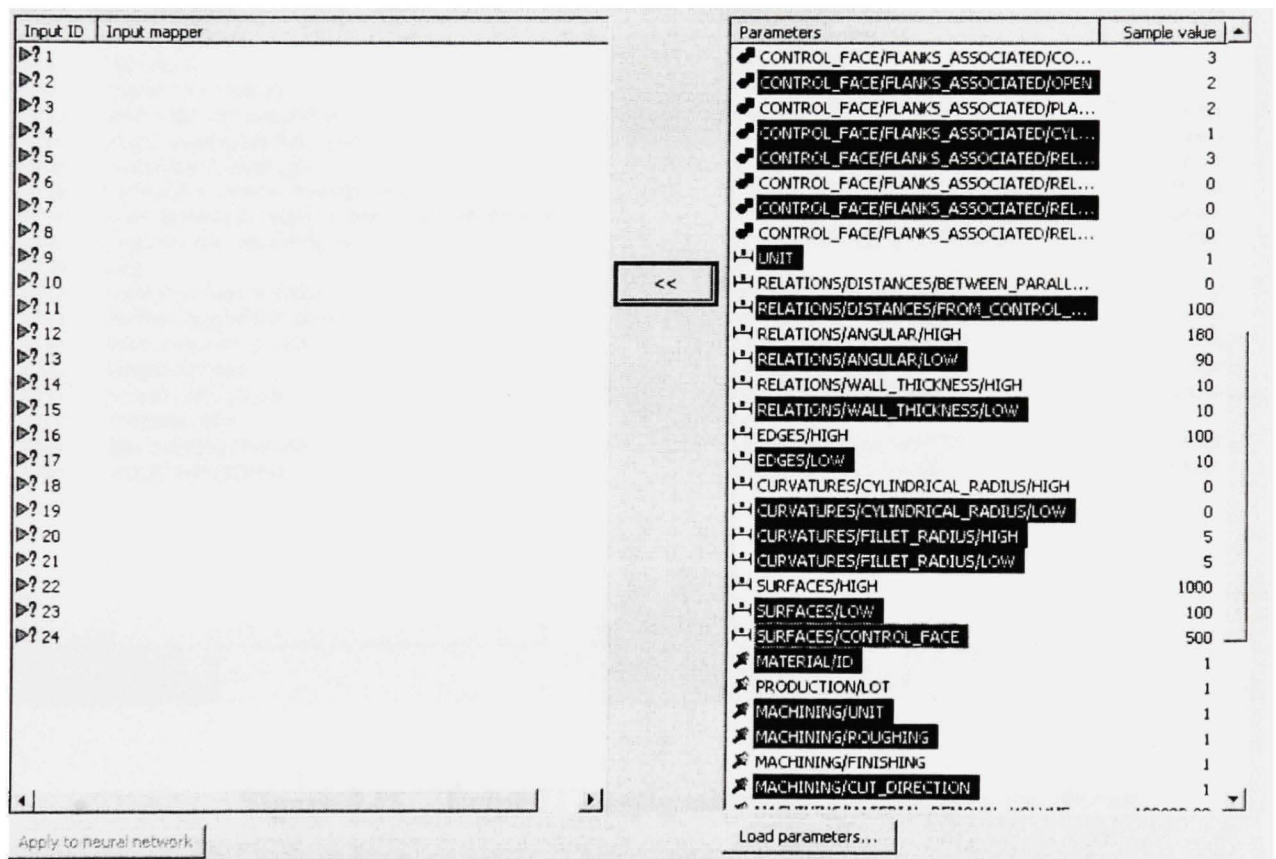 Input ID Input mapper
? 1
? 2
? 3
? 4
? 5
? 6
? 7
? 8
? 9
? 10
? 11
? 12
? 13
? 14
? 15
? 16
? 17
? 18
? 19
? 20
? 21
? 22
? 23
? 24
Apply to neural network
<<
Parameters Sample value
CONTROL_FACE/FLANKS_ASSOCIATED/CO... 3
CONTROL_FACE/FLANKS_ASSOCIATED/OPEN 2
CONTROL_FACE/FLANKS_ASSOCIATED/PLA... 2
CONTROL_FACE/FLANKS_ASSOCIATED/CYL... 1
CONTROL_FACE/FLANKS_ASSOCIATED/REL... 3
CONTROL_FACE/FLANKS_ASSOCIATED/REL... 0
CONTROL_FACE/FLANKS_ASSOCIATED/REL... 0
CONTROL_FACE/FLANKS_ASSOCIATED/REL... 0
UNIT 1
RELATIONS/DISTANCES/BETWEEN_PARALL... 0
RELATIONS/DISTANCES/FROM_CONTROL_... 100
RELATIONS/ANGULAR/HIGH 180
RELATIONS/ANGULAR/LOW 90
RELATIONS/WALL_THICKNESS/HIGH 10
RELATIONS/WALL_THICKNESS/LOW 10
EDGES/HIGH 100
EDGES/LOW 10
CURVATURES/CYLINDRICAL_RADIUS/HIGH 0
CURVATURES/CYLINDRICAL_RADIUS/LOW 0
CURVATURES/FILLET_RADIUS/HIGH 5
CURVATURES/FILLET_RADIUS/LOW 5
SURFACES/HIGH 1000
SURFACES/LOW 100
SURFACES/CONTROL_FACE 500
MATERIAL/ID 1
PRODUCTION/LOT 1
MACHINING/UNIT 1
MACHINING/ROUGHING 1
MACHINING/FINISHING 1
MACHINING/CUT_DIRECTION 1
Load parameters...